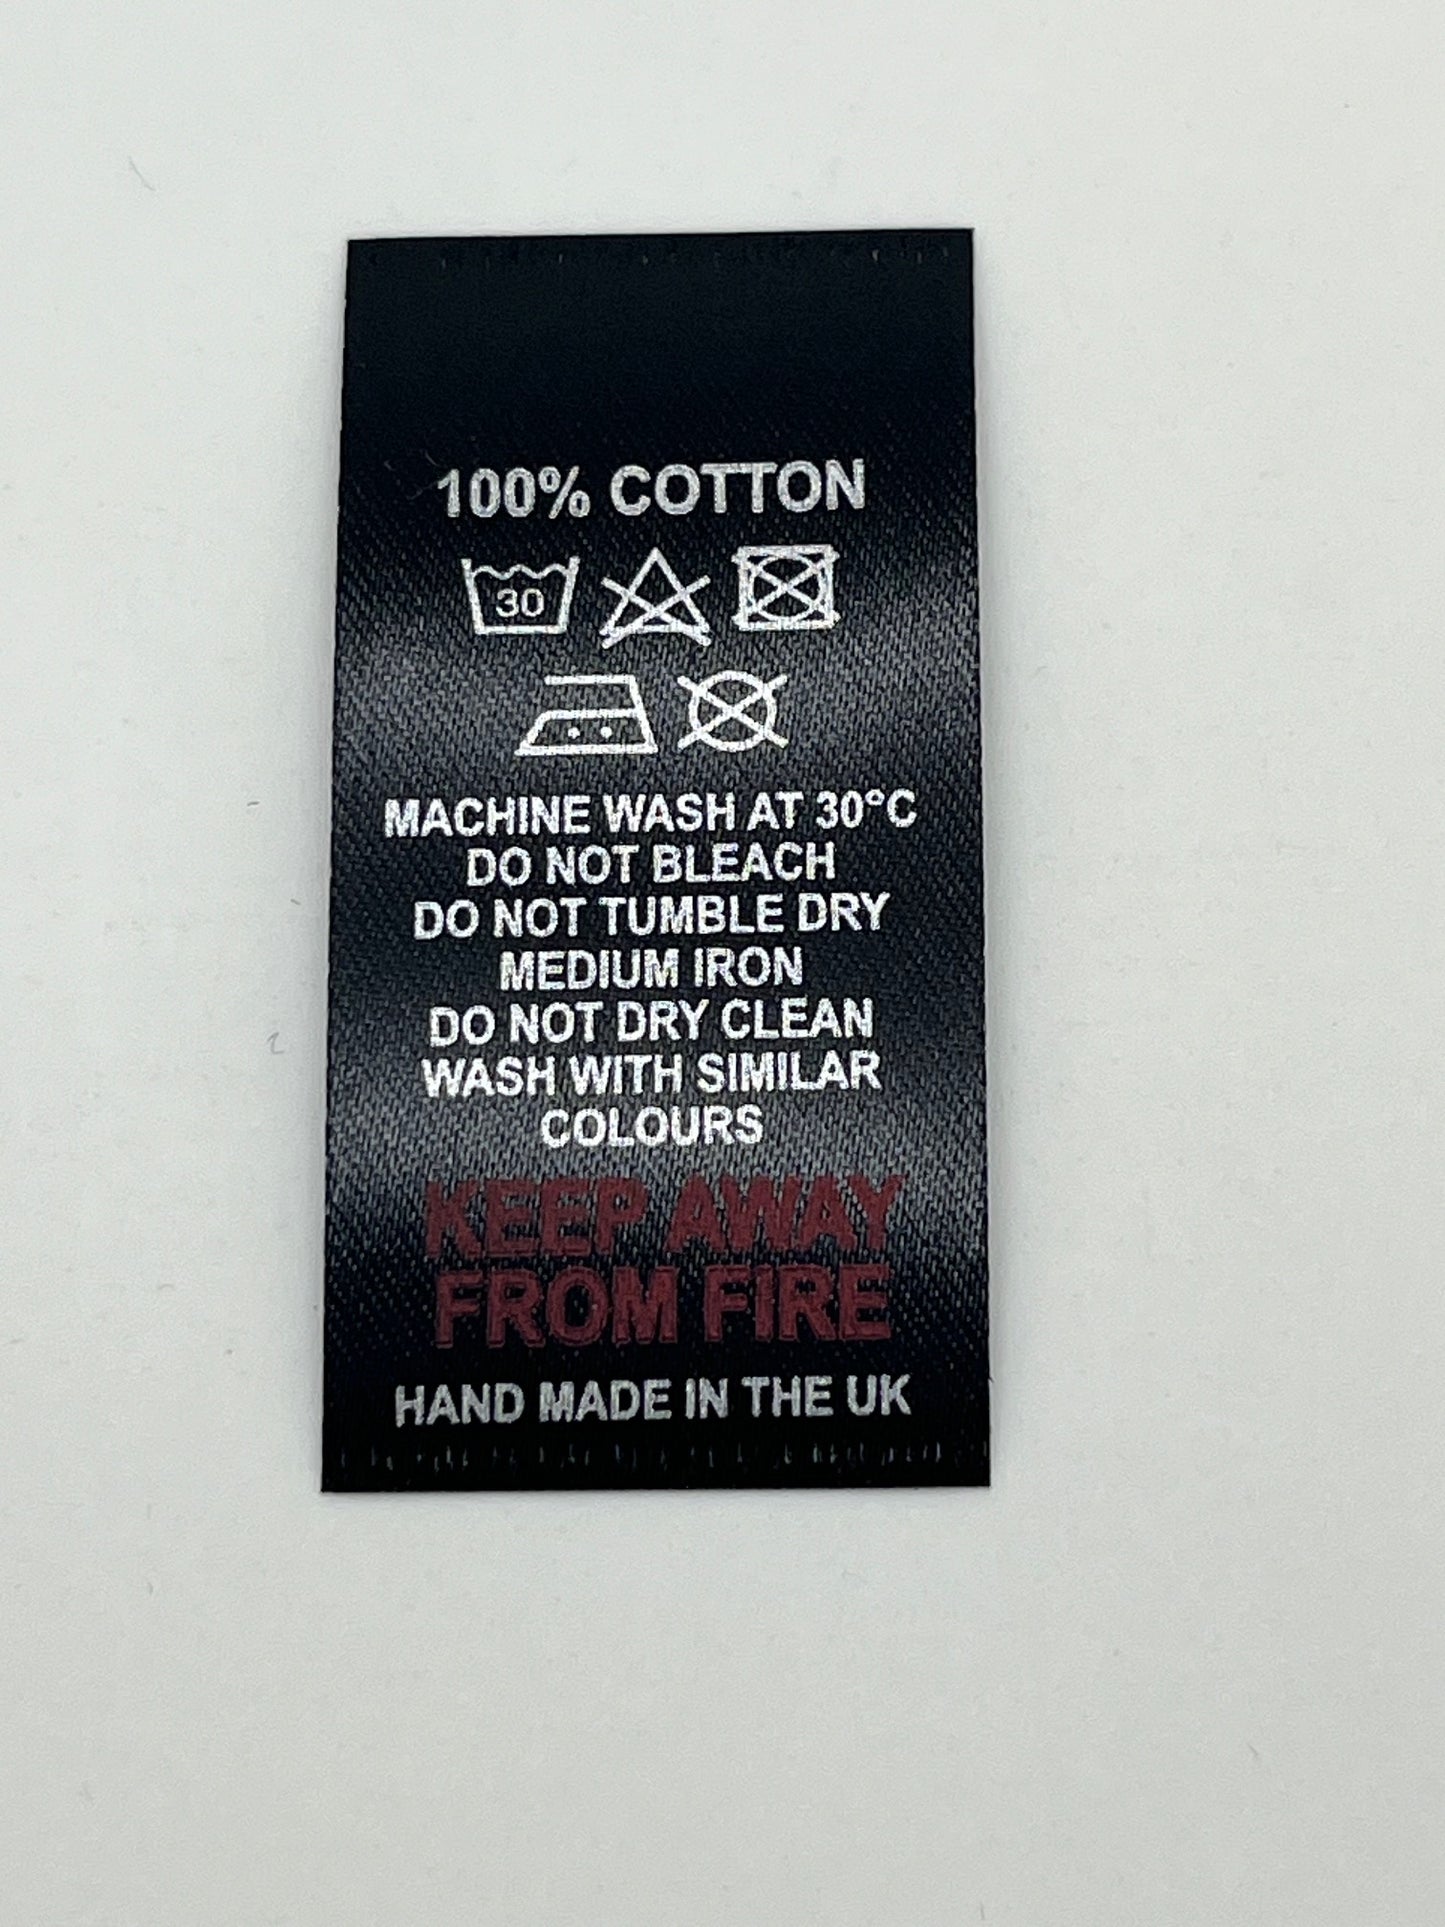 100% COTTON
30
MACHINE WASH AT 30°C
DO NOT BLEACH
DO NOT TUMBLE DRY
MEDIUM IRON
DO NOT DRY CLEAN
WASH WITH SIMILAR
COLOURS
KEEP AWAY
FROM FIRE
HAND MADE IN THE UK